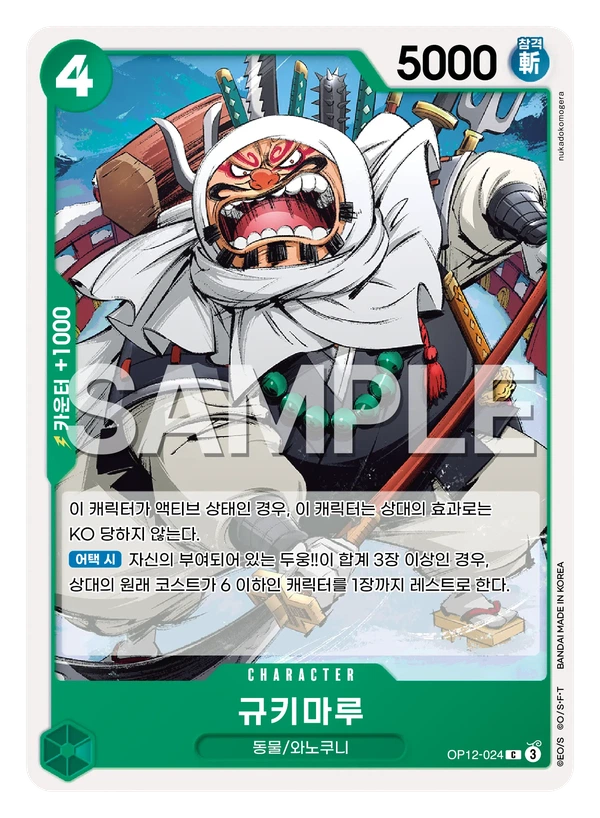 4
5000
참격
斬
nukadokomogera
카운터 +1000
SAMPLE
이 캐릭터가 액티브 상태인 경우, 이 캐릭터는 상대의 효과로는
KO 당하지 않는다.
어택 시 자신의 부여되어 있는 두웅!!이 합계 3장 이상인 경우,
상대의 원래 코스트가 6 이하인 캐릭터를 1장까지 레스트로 한다.
CHARACTER
규키마루
동물/와노쿠니
OP12-024 C 3
©EO/S ©O/S·F·T BANDAI MADE IN KOREA